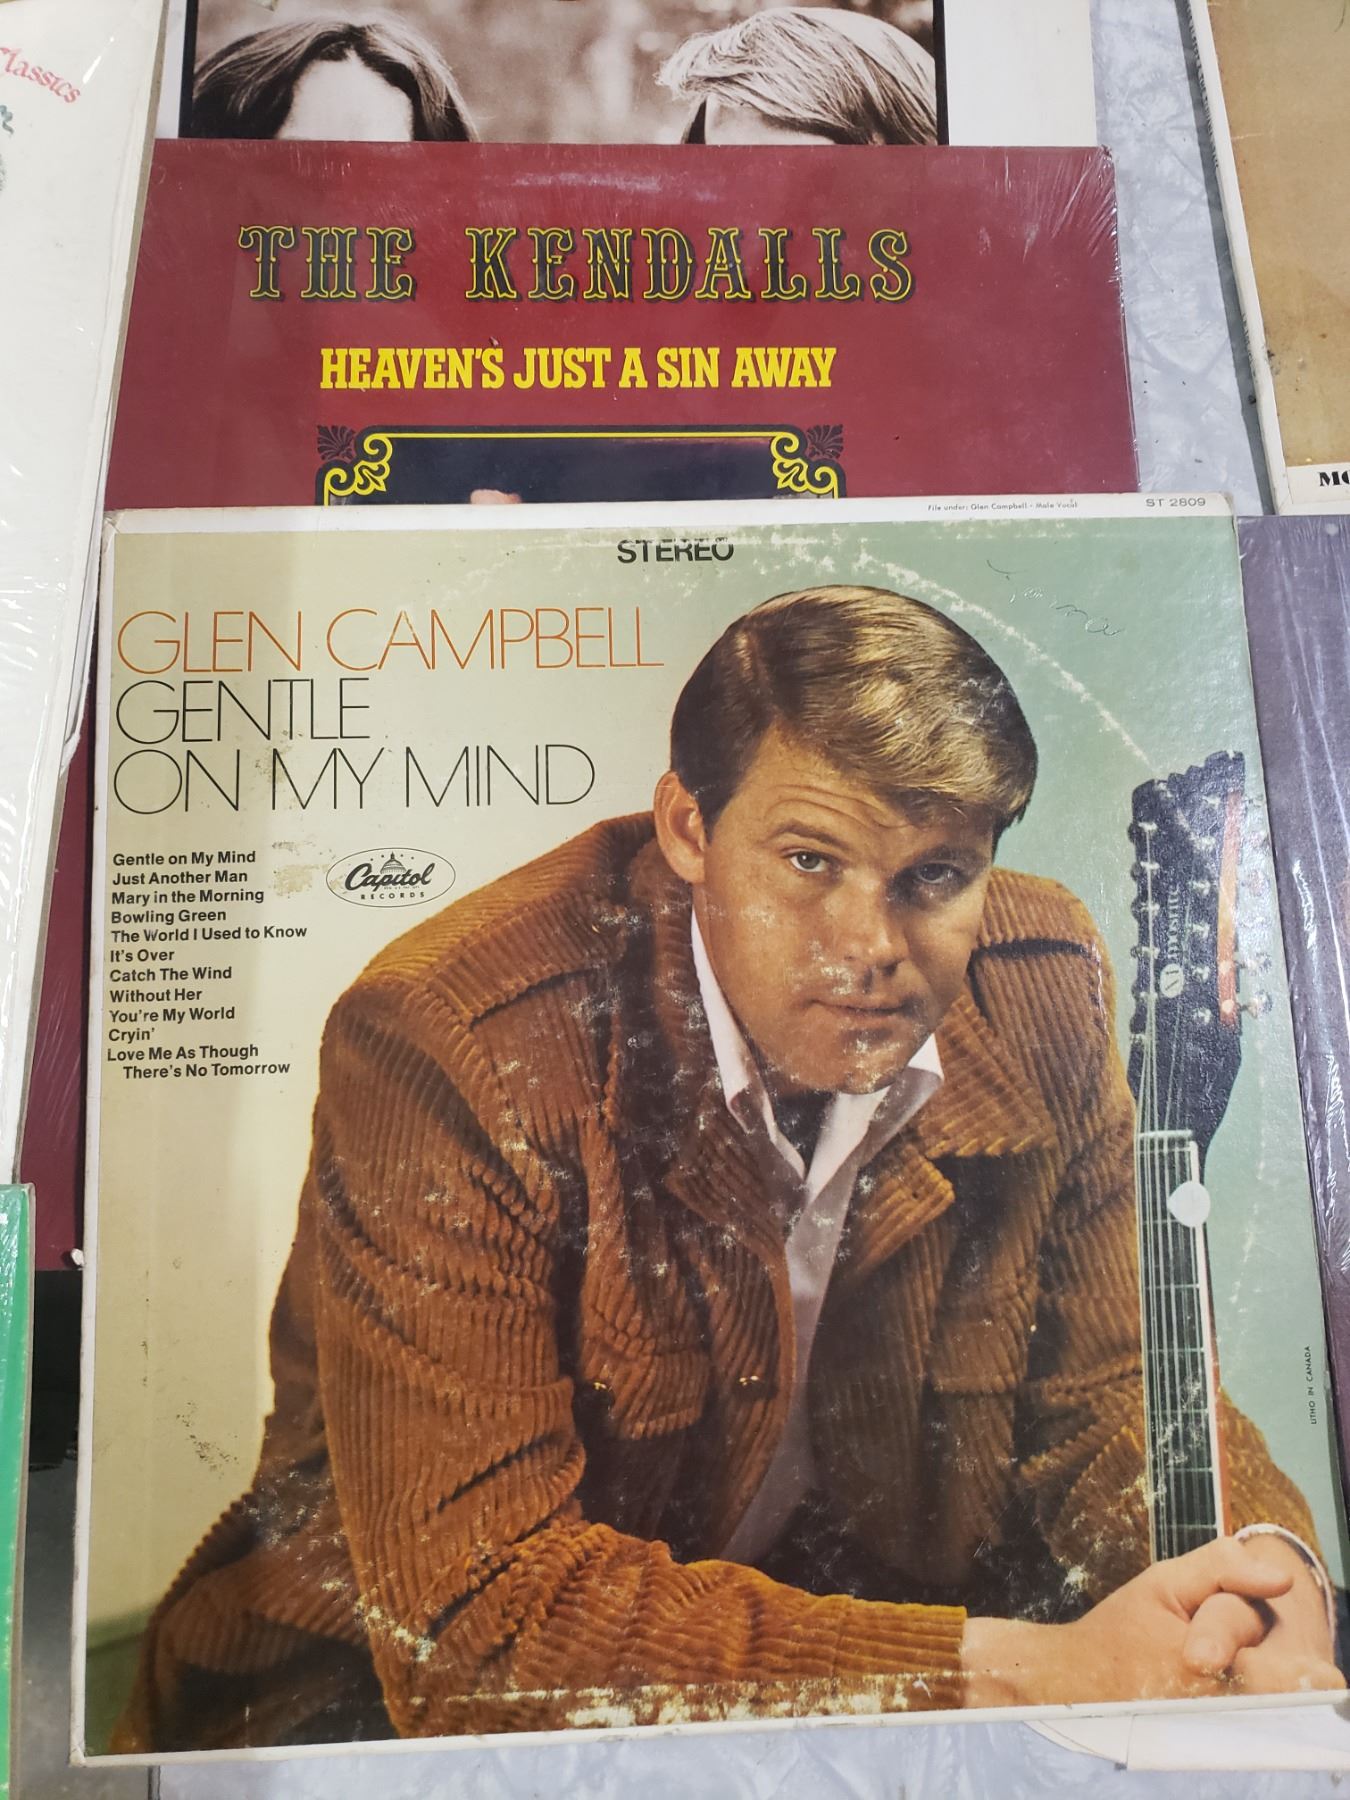 Classics
THE KENDALLS
HEAVEN'S JUST A SIN AWAY
File under: Glen Campbell - Male Vocal
ST 2809
STEREO
GLEN CAMPBELL
GENTLE
ON MY MIND
Gentle on My Mind
Just Another Man
Mary in the Morning
Bowling Green
The World I Used to Know
It's Over
Catch The Wind
Without Her
You're My World
Cryin'
Love Me As Though
There's No Tomorrow
Capitol
RECORDS
LITHO IN CANADA